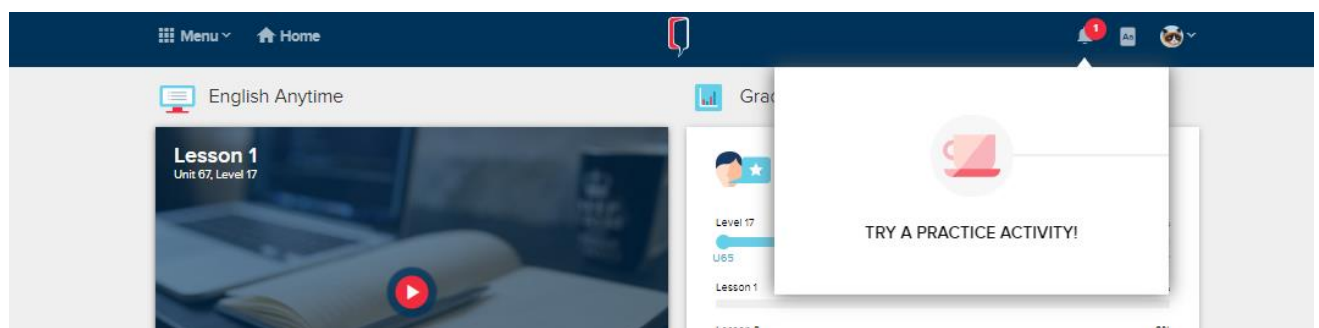 Menu
Home
1
Aa
English Anytime
Lesson 1
Unit 67, Level 17
Level 17
U65
Lesson 1
TRY A PRACTICE ACTIVITY!